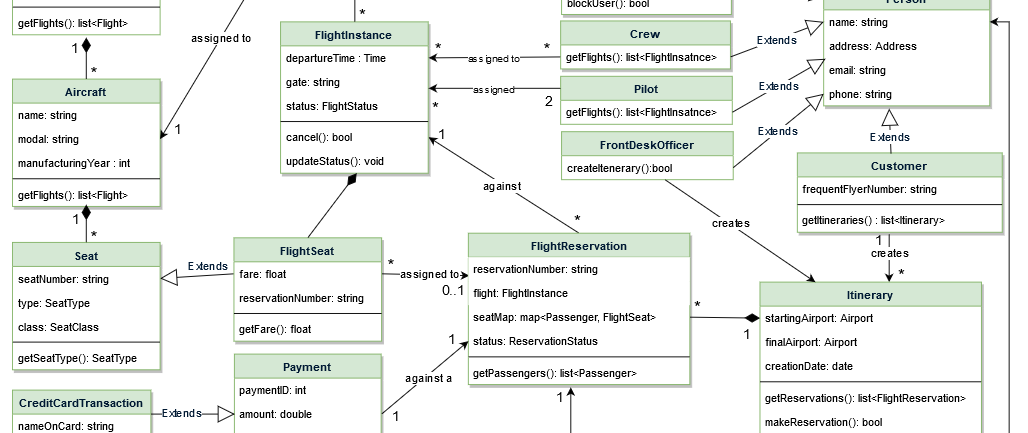 getFlights(): list<Flight>
1
*
Aircraft
name: string
modal: string
manufacturingYear : int
getFlights(): list<Flight>
1
*
Seat
seatNumber: string
type: SeatType
class: SeatClass
getSeatType(): SeatType
CreditCardTransaction
nameOnCard: string
Extends
assigned to
1
*
FlightInstance
departureTime : Time
gate: string
status: FlightStatus
cancel(): bool
updateStatus(): void
*
*
assigned to
*
assigned
2
1
against
*
FlightSeat
fare: float
reservationNumber: string
getFare(): float
Extends
*
assigned to
0..1
Payment
paymentID: int
amount: double
1
against a
1
blockUser(): bool
Crew
getFlights(): list<FlightInsatnce>
Pilot
getFlights(): list<FlightInsatnce>
FrontDeskOfficer
createItenerary():bool
Extends
Extends
Extends
creates
FlightReservation
reservationNumber: string
flight: FlightInstance
seatMap: map<Passenger, FlightSeat>
status: ReservationStatus
getPassengers(): list<Passenger>
1
*
1
Person
name: string
address: Address
email: string
phone: string
Extends
Customer
frequentFlyerNumber: string
getItineraries() : list<Itinerary>
1
creates
*
Itinerary
startingAirport: Airport
finalAirport: Airport
creationDate: date
getReservations(): list<FlightReservation>
makeReservation(): bool